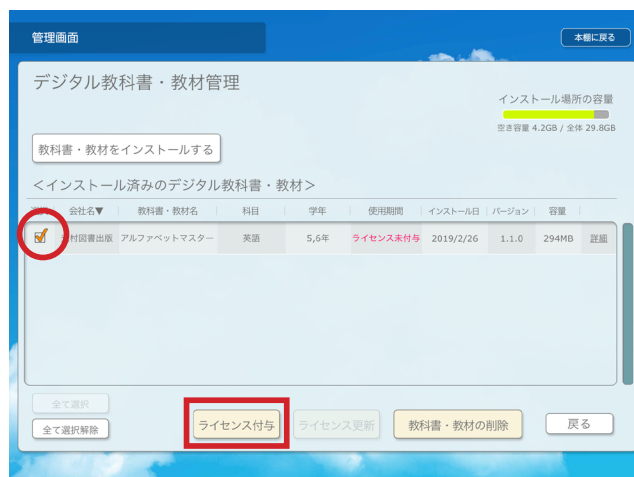 管理画面
本棚に戻る
デジタル教科書・教材管理
インストール場所の容量
空き容量 4.2GB / 全体 29.8GB
教科書・教材をインストールする
<インストール済みのデジタル教科書・教材>
会社名▼ 教科書・教材名 科目 学年 使用期間 インストール日 バージョン 容量
村図書出版 アルファベットマスター 英語 5,6年 ライセンス未付与 2019/2/26 1.1.0 294MB 詳細
全て選択
全て選択解除
ライセンス付与
ライセンス更新
教科書・教材の削除
戻る